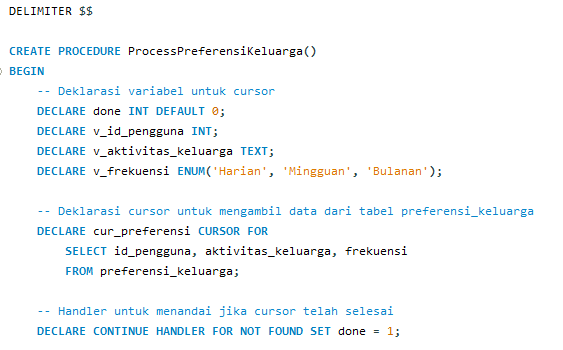 DELIMITER $$
CREATE PROCEDURE ProcessPreferensiKeluarga()
BEGIN
-- Deklarasi variabel untuk cursor
DECLARE done INT DEFAULT 0;
DECLARE v_id_pengguna INT;
DECLARE v_aktivitas_keluarga TEXT;
DECLARE v_frekuensi ENUM('Harian', 'Mingguan', 'Bulanan');
-- Deklarasi cursor untuk mengambil data dari tabel preferensi_keluarga
DECLARE cur_preferensi CURSOR FOR
SELECT id_pengguna, aktivitas_keluarga, frekuensi
FROM preferensi_keluarga;
-- Handler untuk menandai jika cursor telah selesai
DECLARE CONTINUE HANDLER FOR NOT FOUND SET done = 1;